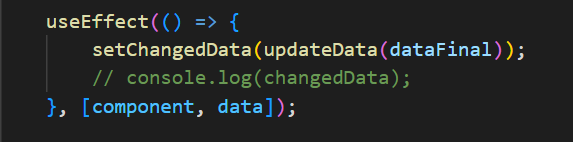 useEffect(() => {
setChangedData(updateData(dataFinal));
// console.log(changedData);
}, [component, data]);